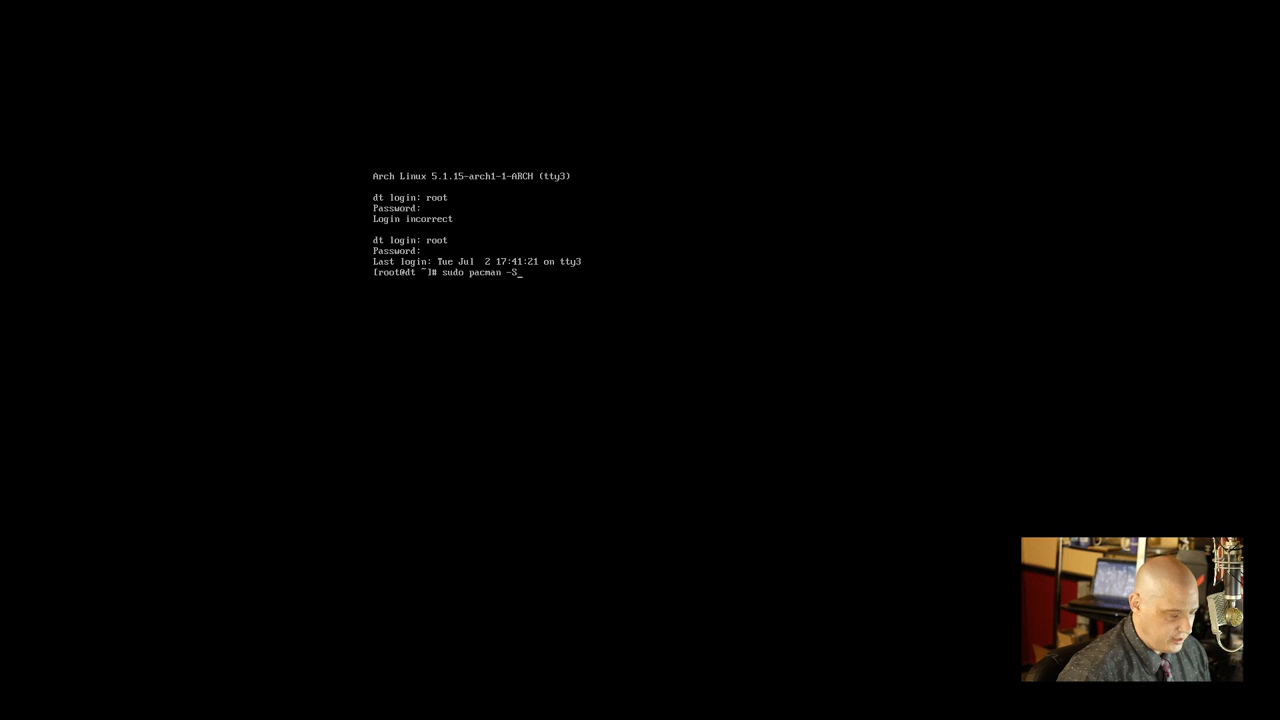 Arch Linux 5.1.15-arch1-1-ARCH (tty3)
dt login: root
Password:
Login incorrect
dt login: root
Password:
Last login: Tue Jul  2 17:41:21 on tty3
[root@dt ~]# sudo pacman -S_